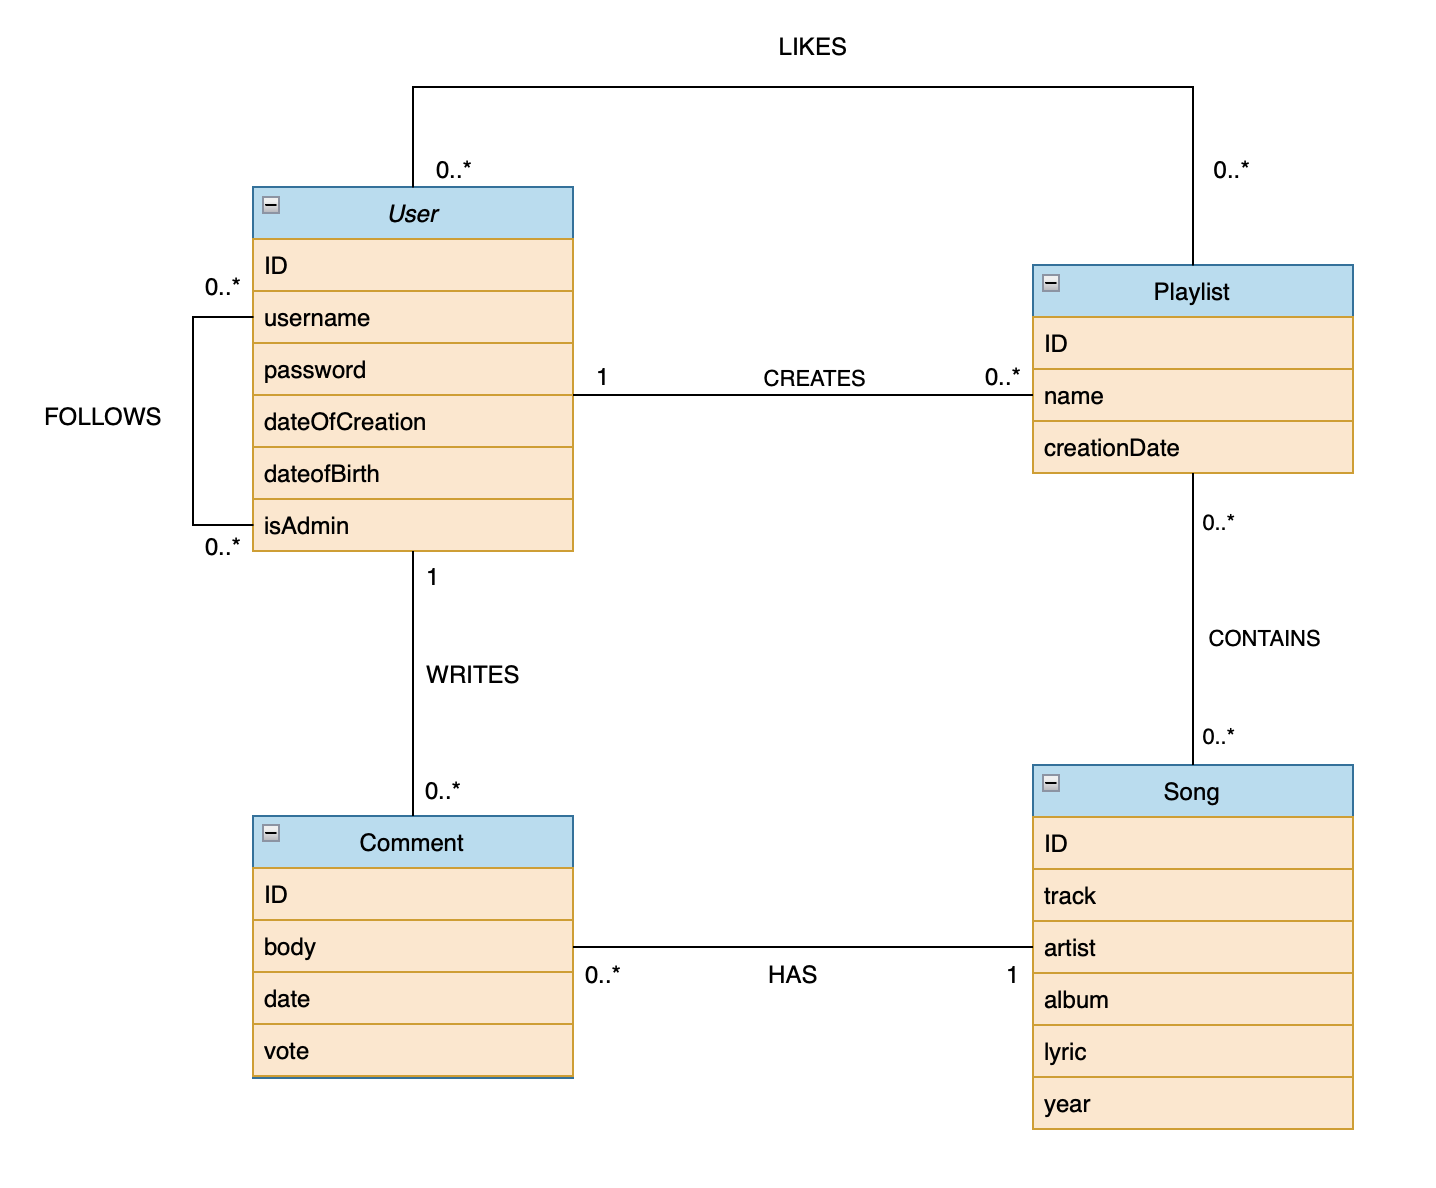 LIKES
0..*
0..*
User
ID
username
password
dateOfCreation
dateofBirth
isAdmin
0..*
FOLLOWS
0..*
1
CREATES
0..*
Playlist
ID
name
creationDate
1
WRITES
0..*
0..*
CONTAINS
0..*
Comment
ID
body
date
vote
0..*
HAS
1
Song
ID
track
artist
album
lyric
year